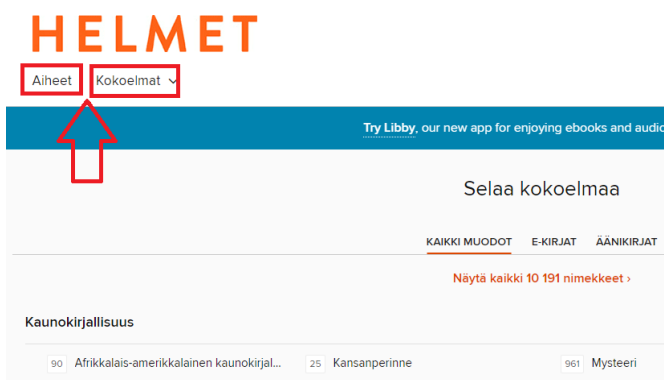 HELMET
Aiheet Kokoelmat
Try Libby, our new app for enjoying ebooks and audio
Selaa kokoelmaa
KAIKKI MUODOT E-KIRJAT ÄÄNIKIRJAT
Näytä kaikki 10 191 nimekkeet ›
Kaunokirjallisuus
90 Afrikkalais-amerikkalainen kaunokirjal... 25 Kansanperinne 961 Mysteeri